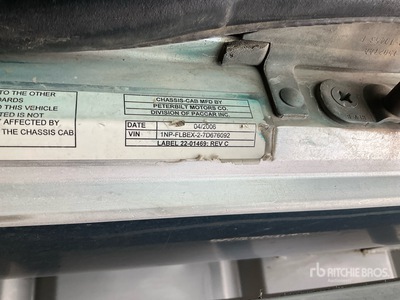 TO THE OTHER
ARDS
THIS VEHICLE
TED IS NOT
AFFECTED BY
THE CHASSIS CAB
CHASSIS-CAB MFD BY
PETERBILT MOTORS CO.
DIVISION OF PACCAR INC.
DATE 04/2006
VIN 1NP-FLBEX-2-7D676092
LABEL 22-01469: REV C
rb RITCHIE BROS